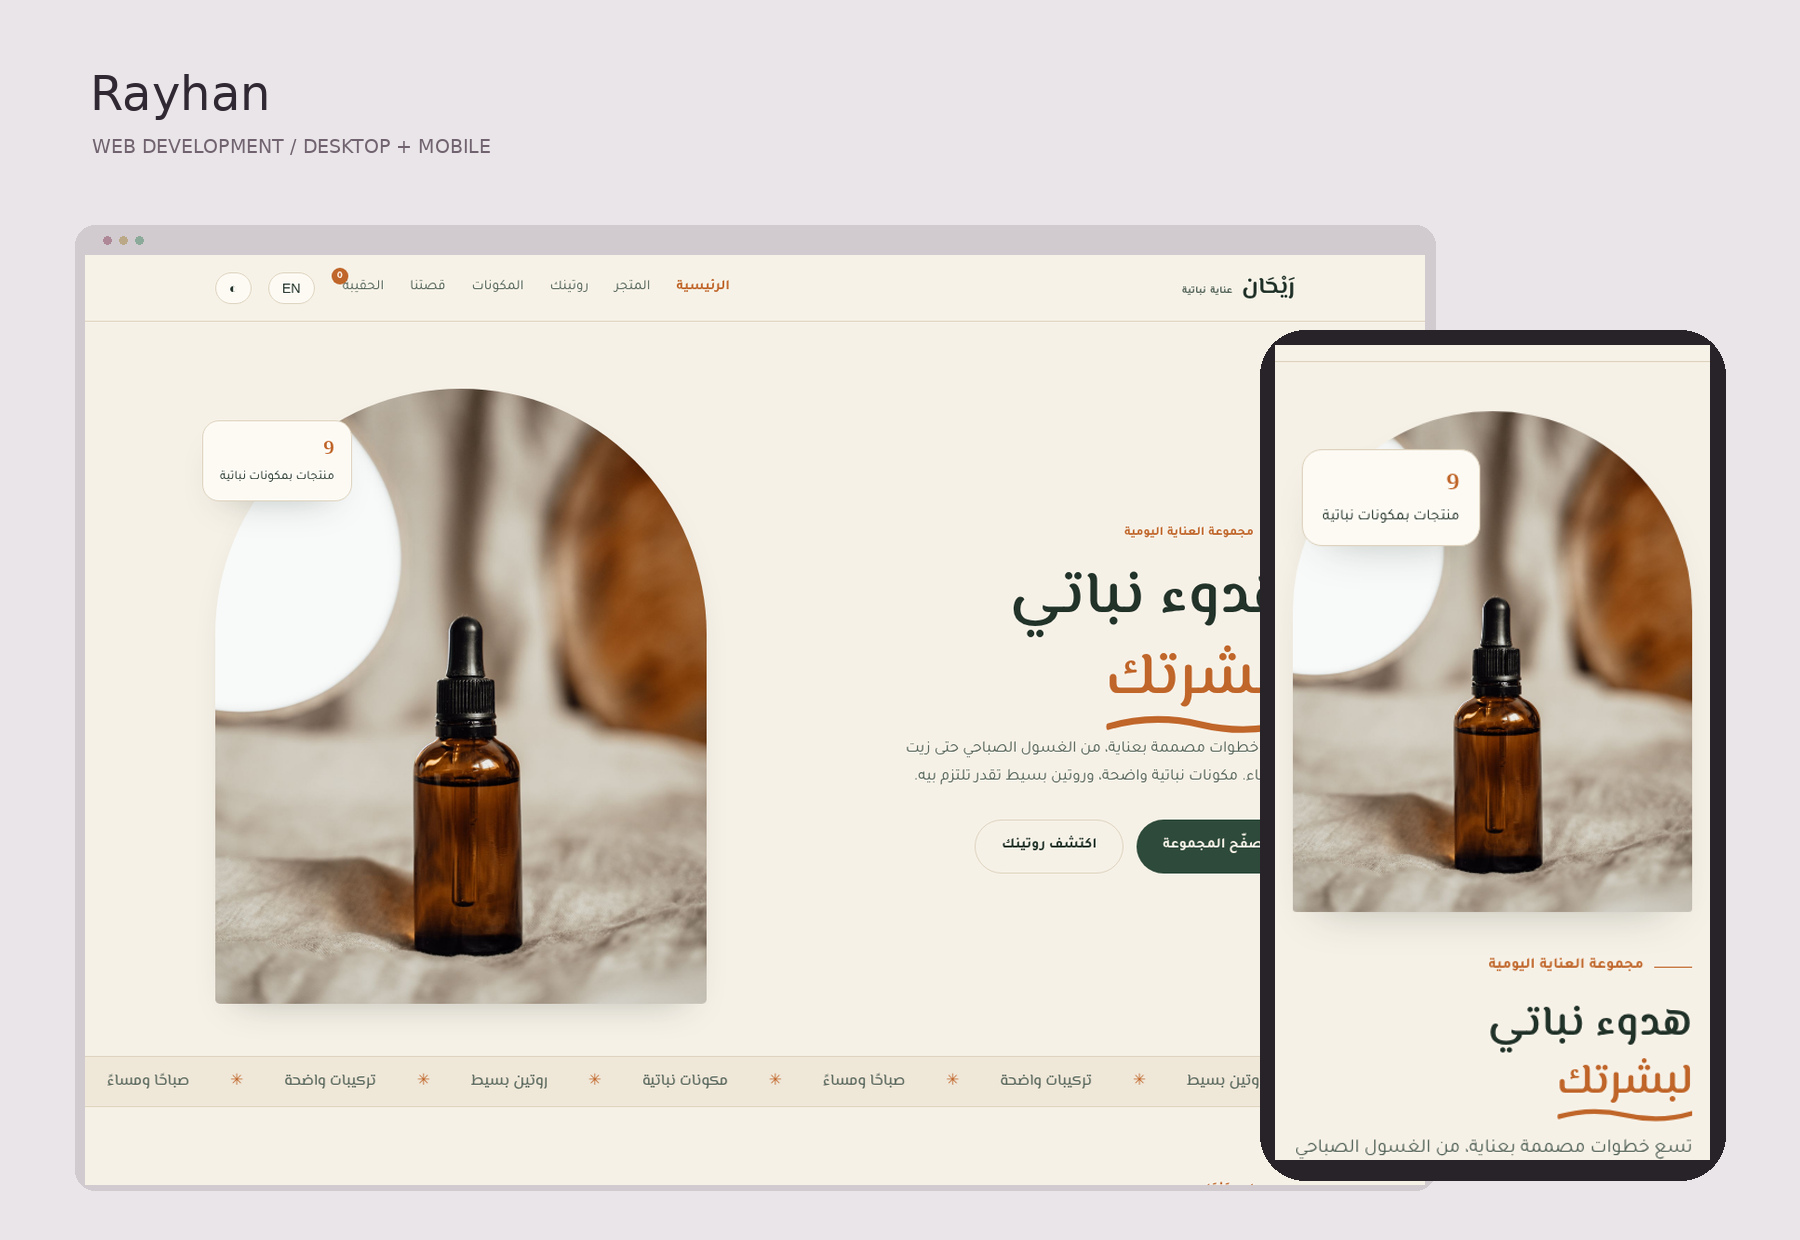 Rayhan
WEB DEVELOPMENT / DESKTOP + MOBILE
رَيْحَان عناية نباتية
الرئيسية المتجر روتينك المكونات قصتنا الحقيبة 0 EN
9
منتجات بمكونات نباتية
مجموعة العناية اليومية
هدوء نباتي
خطوات مصممة بعناية، من الغسول الصباحي حتى زيت
مكونات نباتية واضحة، وروتين بسيط تقدر تلتزم بيه.
المجموعة
اكتشف روتينك
بسيط ✳ تركيبات واضحة ✳ صباحًا ومساءً ✳ مكونات نباتية ✳ روتين بسيط ✳ تركيبات واضحة ✳ صباحًا ومساءً
9
منتجات بمكونات نباتية
مجموعة العناية اليومية
هدوء نباتي
لبشرتك
تسع خطوات مصممة بعناية، من الغسول الصباحي